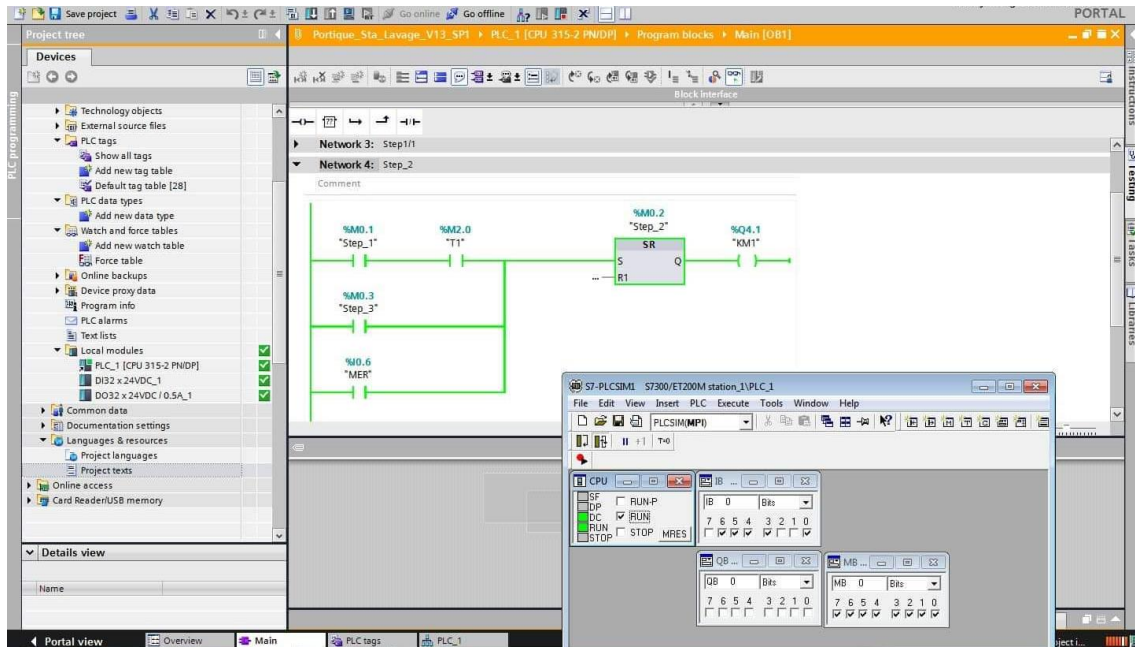 Save project
Go online
Go offline
PORTAL
Project tree
Portique_Sta_Lavage_V13_SP1 ▸ PLC_1 [CPU 315-2 PN/DP] ▸ Program blocks ▸ Main [OB1]
Devices
Block interface
PLC programming
Instructions
Testing
Tasks
Libraries
Technology objects
External source files
PLC tags
Show all tags
Add new tag table
Default tag table [28]
PLC data types
Add new data type
Watch and force tables
Add new watch table
Force table
Online backups
Device proxy data
Program info
PLC alarms
Text lists
Local modules
PLC_1 [CPU 315-2 PN/DP]
DI32 x 24VDC_1
DO32 x 24VDC / 0.5A_1
Common data
Documentation settings
Languages & resources
Project languages
Project texts
Online access
Card Reader/USB memory
Details view
Name
Network 3: Step1/1
Network 4: Step_2
Comment
%M0.1
"Step_1"
%M2.0
"T1"
%M0.2
"Step_2"
SR
S Q
... R1
%Q4.1
"KM1"
%M0.3
"Step_3"
%I0.6
"MER"
S7-PLCSIM1 S7300/ET200M station_1\PLC_1
File Edit View Insert PLC Execute Tools Window Help
PLCSIM(MPI)
T=0
CPU
SF
DP
DC
RUN
STOP
RUN-P
RUN
STOP
MRES
IB ...
IB 0 Bits
7 6 5 4 3 2 1 0
QB ...
QB 0 Bits
7 6 5 4 3 2 1 0
MB ...
MB 0 Bits
7 6 5 4 3 2 1 0
Portal view
Overview
Main
PLC tags
PLC_1